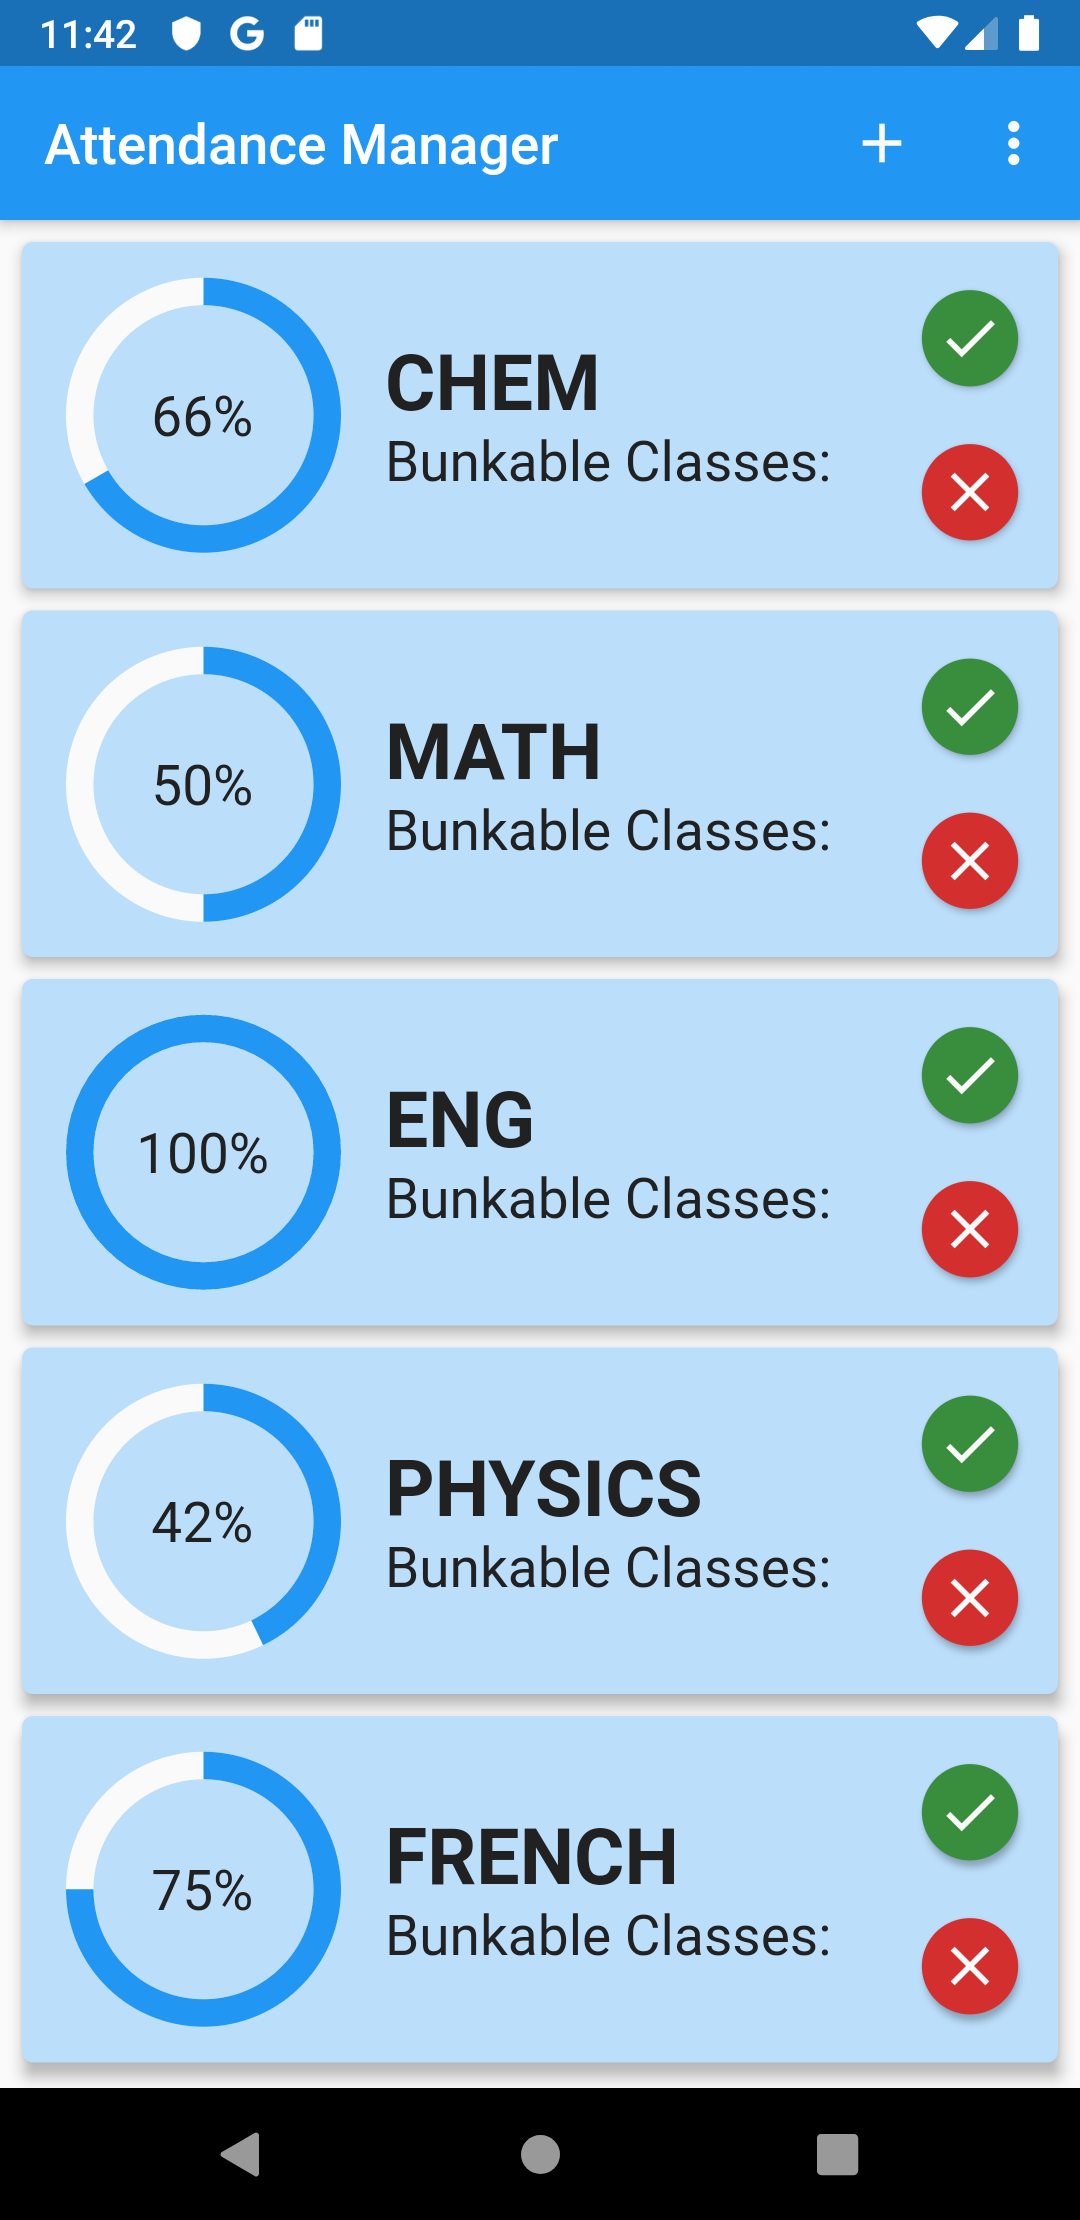 11:42
Attendance Manager
66%
CHEM
Bunkable Classes:
50%
MATH
Bunkable Classes:
100%
ENG
Bunkable Classes:
42%
PHYSICS
Bunkable Classes:
75%
FRENCH
Bunkable Classes: